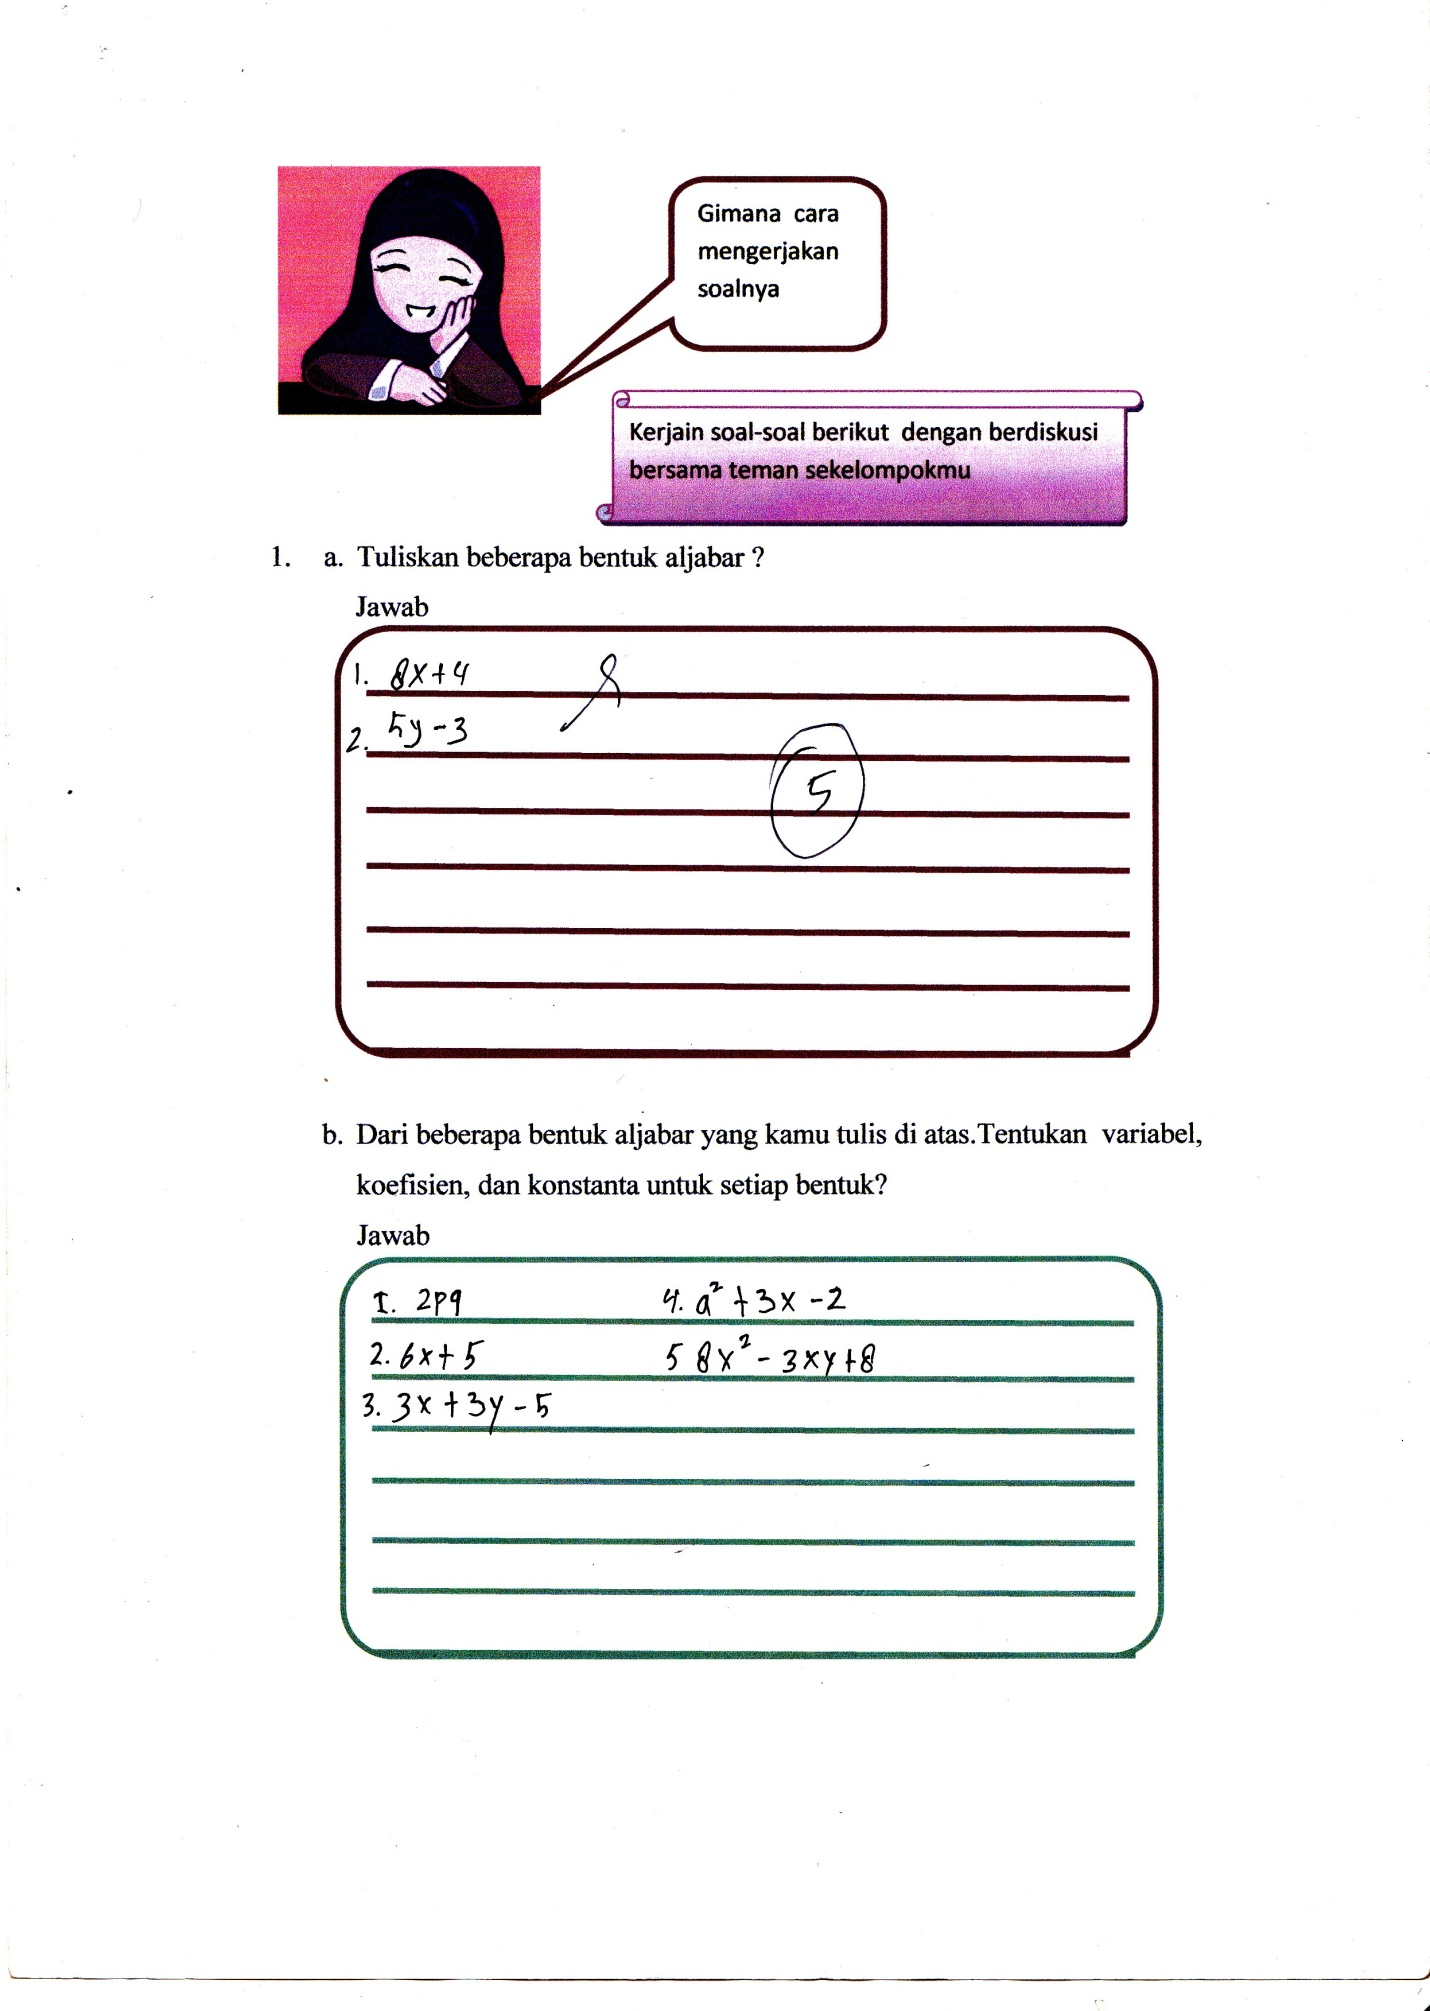 Gimana cara
mengerjakan
soalnya
Kerjain soal-soal berikut dengan berdiskusi
bersama teman sekelompokmu
1. a. Tuliskan beberapa bentuk aljabar ?
Jawab
1. 8x+4
2. 5y-3
5
b. Dari beberapa bentuk aljabar yang kamu tulis di atas.Tentukan variabel,
koefisien, dan konstanta untuk setiap bentuk?
Jawab
1. 2pq
2. 6x+5
3. 3x+3y-5
4. a²+3x-2
5 8x²-3xy+8